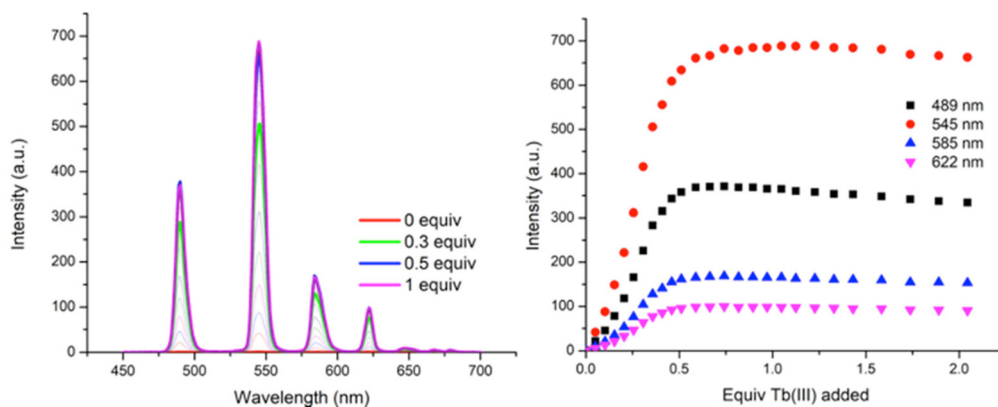 700
600
500
400
300
200
100
0
Intensity (a.u.)
450
500
550
600
650
700
Wavelength (nm)
0 equiv
0.3 equiv
0.5 equiv
1 equiv
700
600
500
400
300
200
100
0
Intensity (a.u.)
0.0
0.5
1.0
1.5
2.0
Equiv Tb(III) added
489 nm
545 nm
585 nm
622 nm